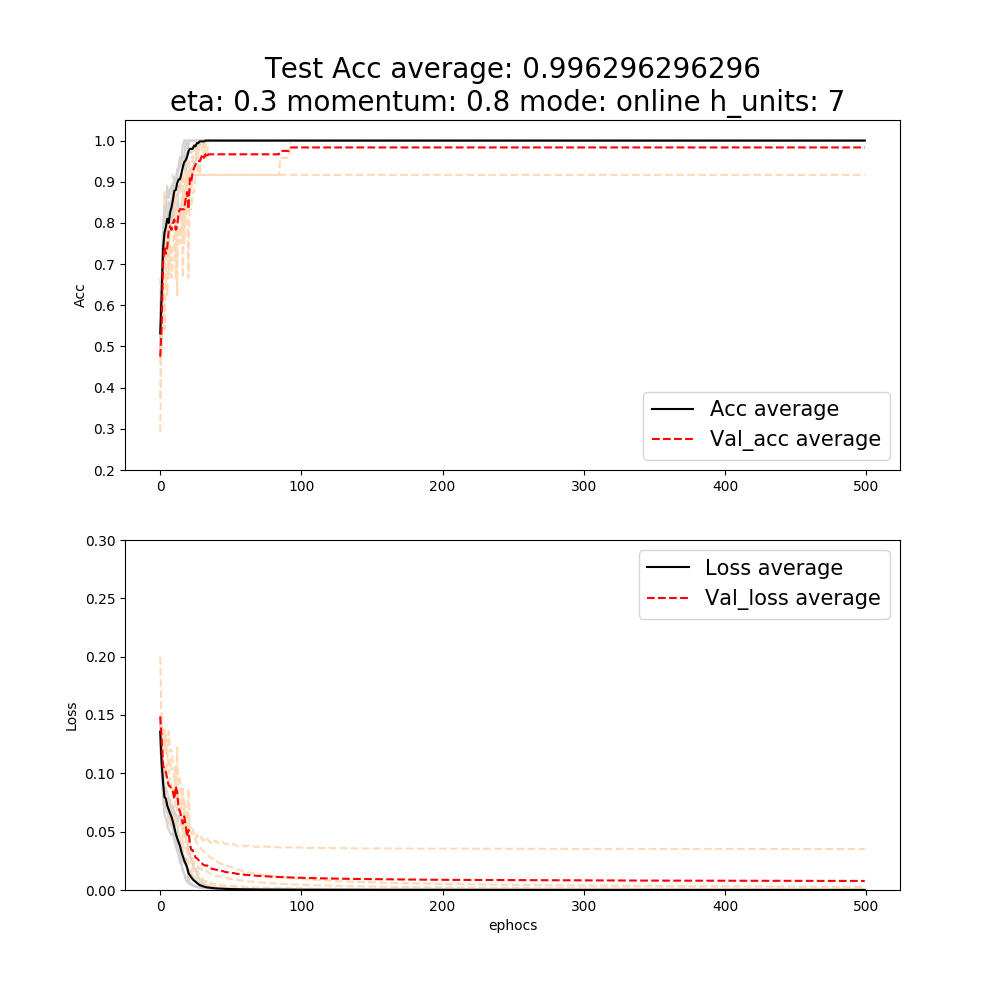 Test Acc average: 0.996296296296
eta: 0.3 momentum: 0.8 mode: online h_units: 7
1.0
0.9
0.8
0.7
0.6
0.5
0.4
0.3
0.2
Acc
Acc average
Val_acc average
0 100 200 300 400 500
0.30
0.25
0.20
0.15
0.10
0.05
0.00
Loss
Loss average
Val_loss average
0 100 200 300 400 500
ephocs